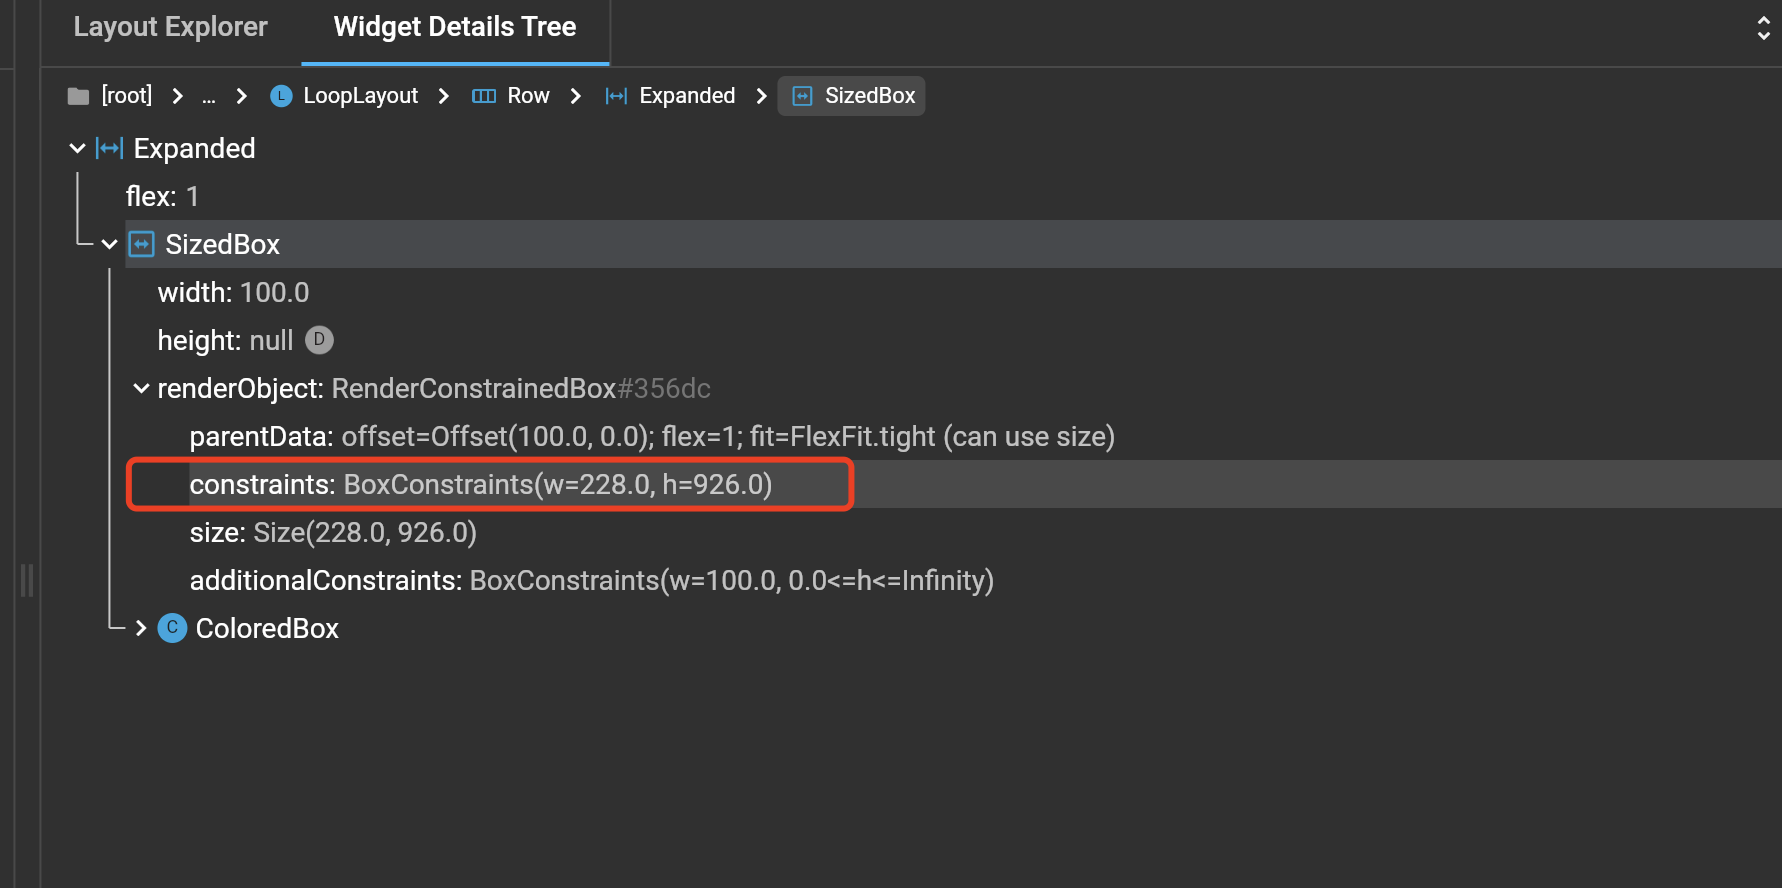 Layout Explorer Widget Details Tree
[root] ... L LoopLayout Row Expanded SizedBox
Expanded
flex: 1
SizedBox
width: 100.0
height: null D
renderObject: RenderConstrainedBox#356dc
parentData: offset=Offset(100.0, 0.0); flex=1; fit=FlexFit.tight (can use size)
constraints: BoxConstraints(w=228.0, h=926.0)
size: Size(228.0, 926.0)
additionalConstraints: BoxConstraints(w=100.0, 0.0<=h<=Infinity)
C ColoredBox